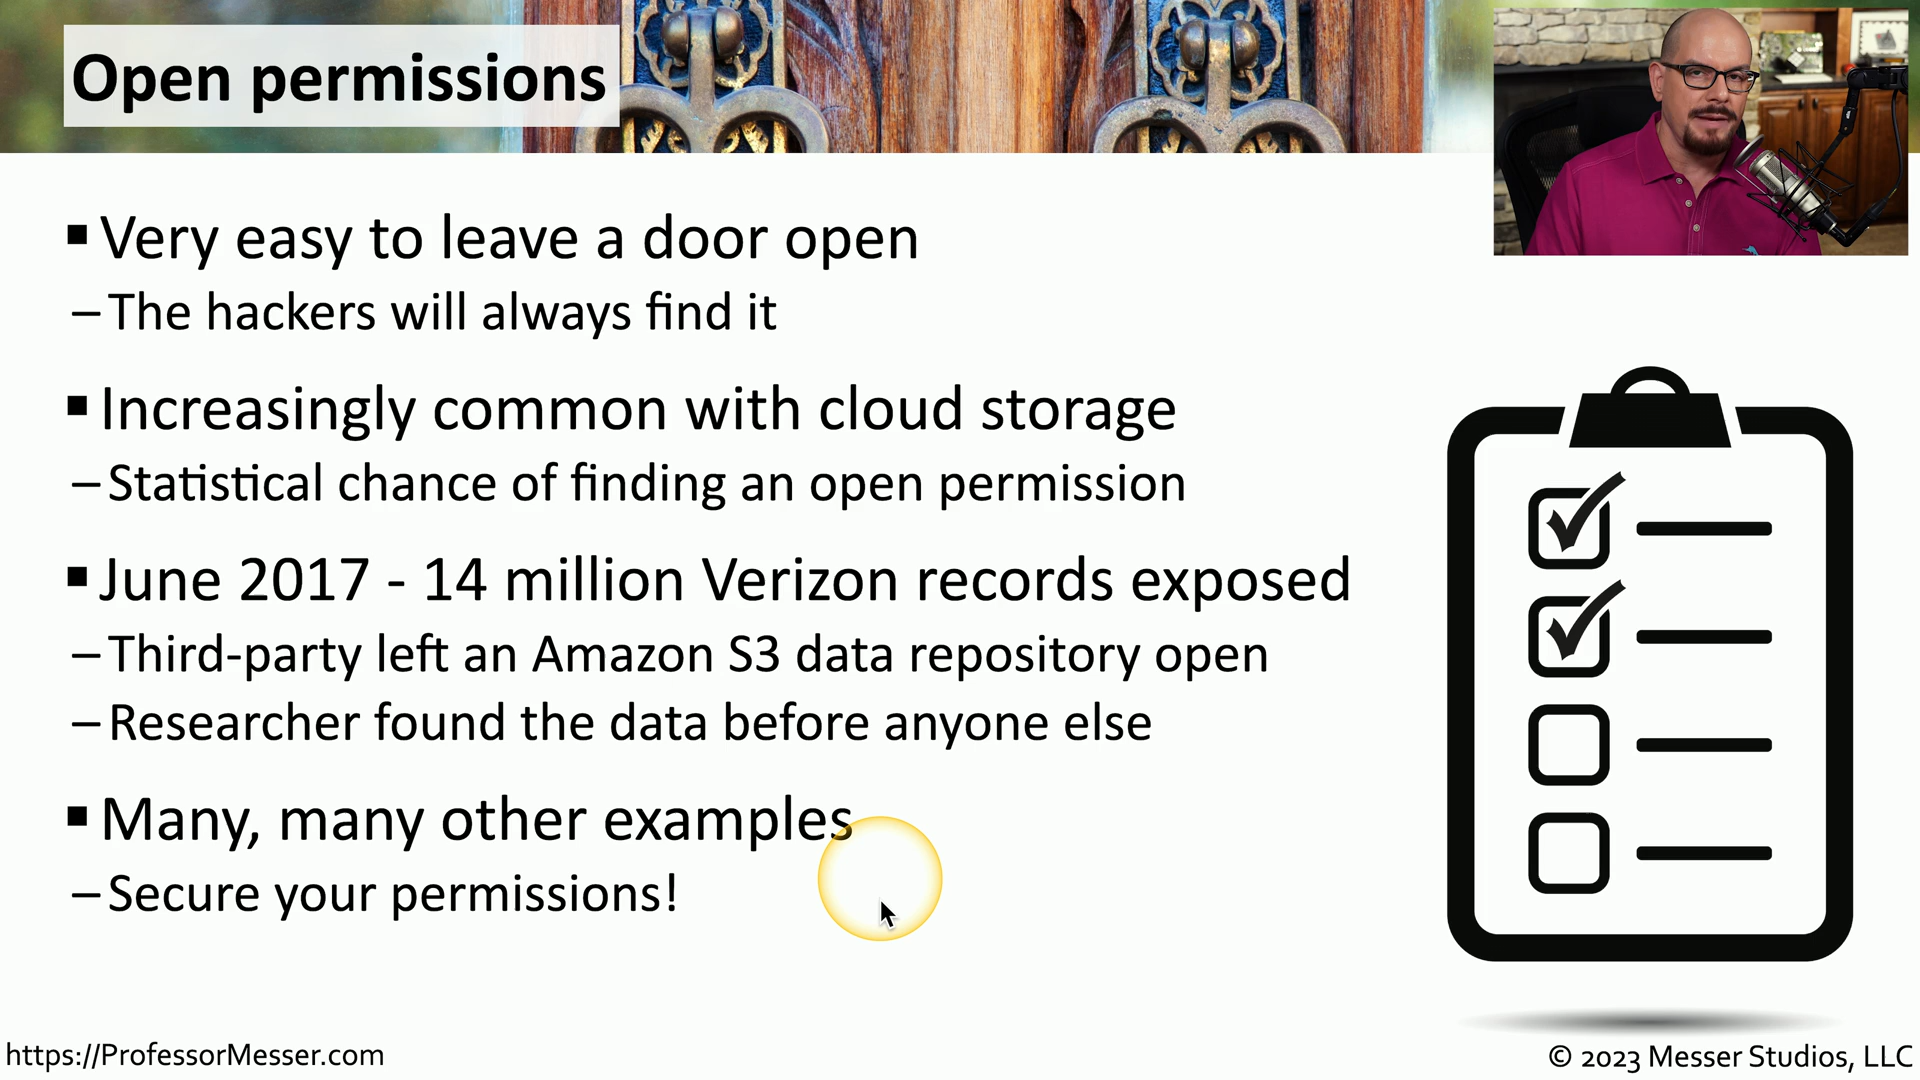 Open permissions
▪ Very easy to leave a door open
– The hackers will always find it
▪ Increasingly common with cloud storage
– Statistical chance of finding an open permission
▪ June 2017 - 14 million Verizon records exposed
– Third-party left an Amazon S3 data repository open
– Researcher found the data before anyone else
▪ Many, many other examples
– Secure your permissions!
https://ProfessorMesser.com
© 2023 Messer Studios, LLC